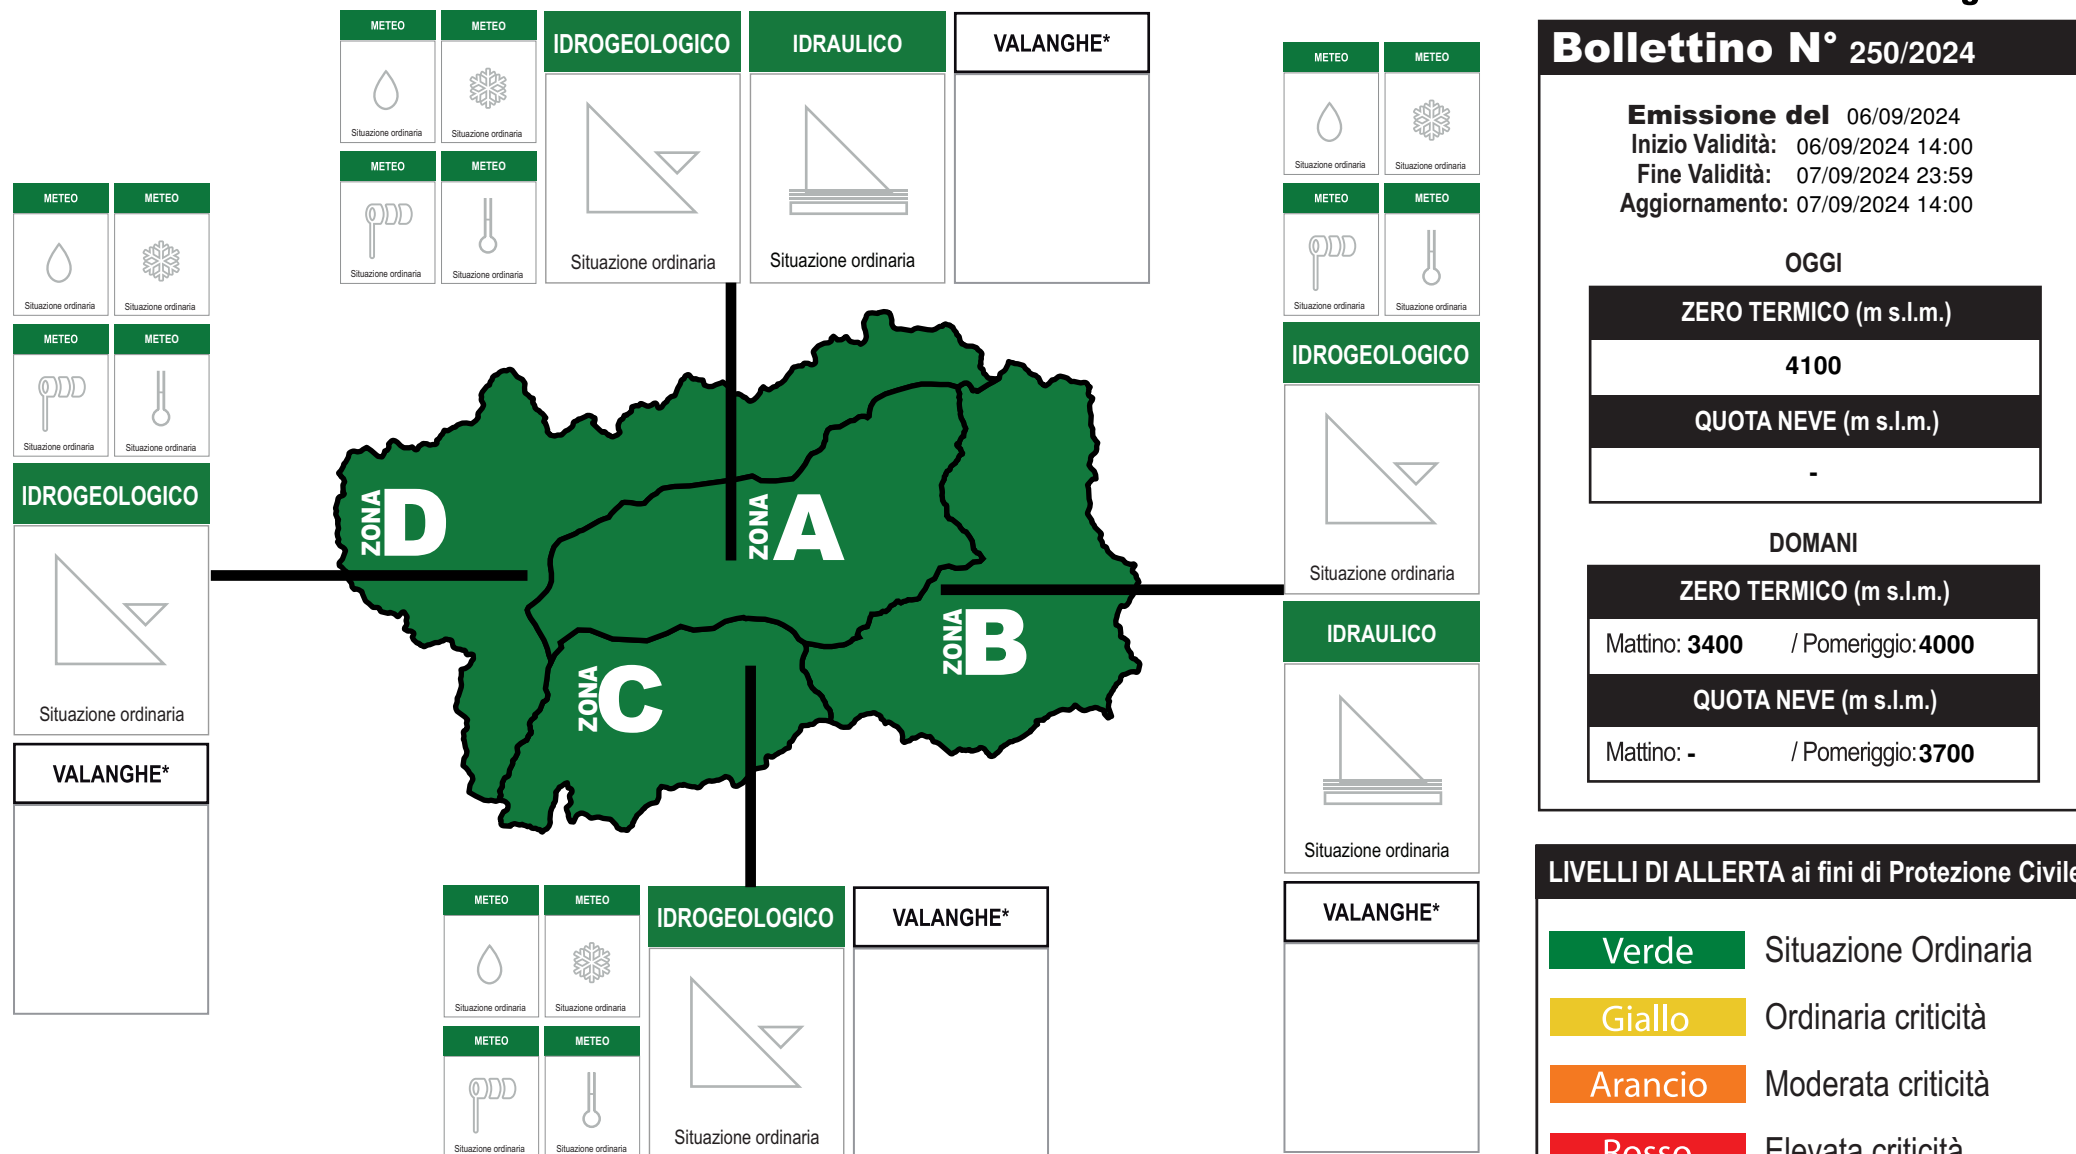 METEO METEO
Situazione ordinaria Situazione ordinaria
METEO METEO
Situazione ordinaria Situazione ordinaria
IDROGEOLOGICO
Situazione ordinaria
IDRAULICO
Situazione ordinaria
VALANGHE*
METEO METEO
Situazione ordinaria Situazione ordinaria
METEO METEO
Situazione ordinaria Situazione ordinaria
IDROGEOLOGICO
Situazione ordinaria
VALANGHE*
ZONA D
ZONA A
ZONA B
ZONA C
METEO METEO
Situazione ordinaria Situazione ordinaria
METEO METEO
Situazione ordinaria Situazione ordinaria
IDROGEOLOGICO
Situazione ordinaria
VALANGHE*
METEO METEO
Situazione ordinaria Situazione ordinaria
METEO METEO
Situazione ordinaria Situazione ordinaria
IDROGEOLOGICO
Situazione ordinaria
IDRAULICO
Situazione ordinaria
VALANGHE*
Bollettino N° 250/2024
Emissione del 06/09/2024
Inizio Validità: 06/09/2024 14:00
Fine Validità: 07/09/2024 23:59
Aggiornamento: 07/09/2024 14:00
OGGI
ZERO TERMICO (m s.l.m.)
4100
QUOTA NEVE (m s.l.m.)
-
DOMANI
ZERO TERMICO (m s.l.m.)
Mattino: 3400 / Pomeriggio: 4000
QUOTA NEVE (m s.l.m.)
Mattino: - / Pomeriggio: 3700
LIVELLI DI ALLERTA ai fini di Protezione Civile
Verde Situazione Ordinaria
Giallo Ordinaria criticità
Arancio Moderata criticità
Rosso Elevata criticità